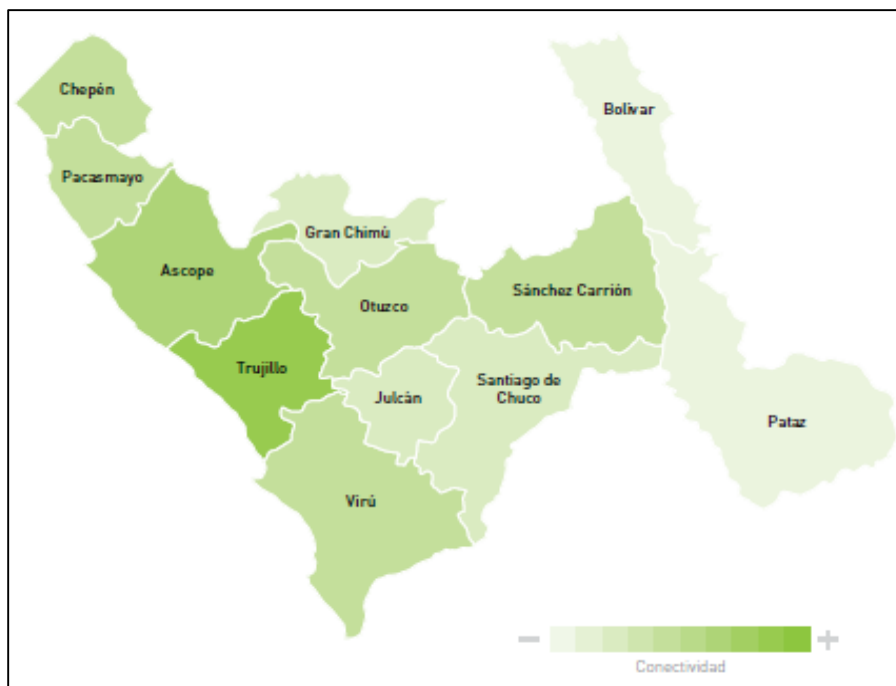 Chepén
Bolívar
Pacasmayo
Gran Chimú
Ascope
Sánchez Carrión
Otuzco
Trujillo
Santiago de
Chuco
Julcán
Pataz
Virú
− +
Conectividad